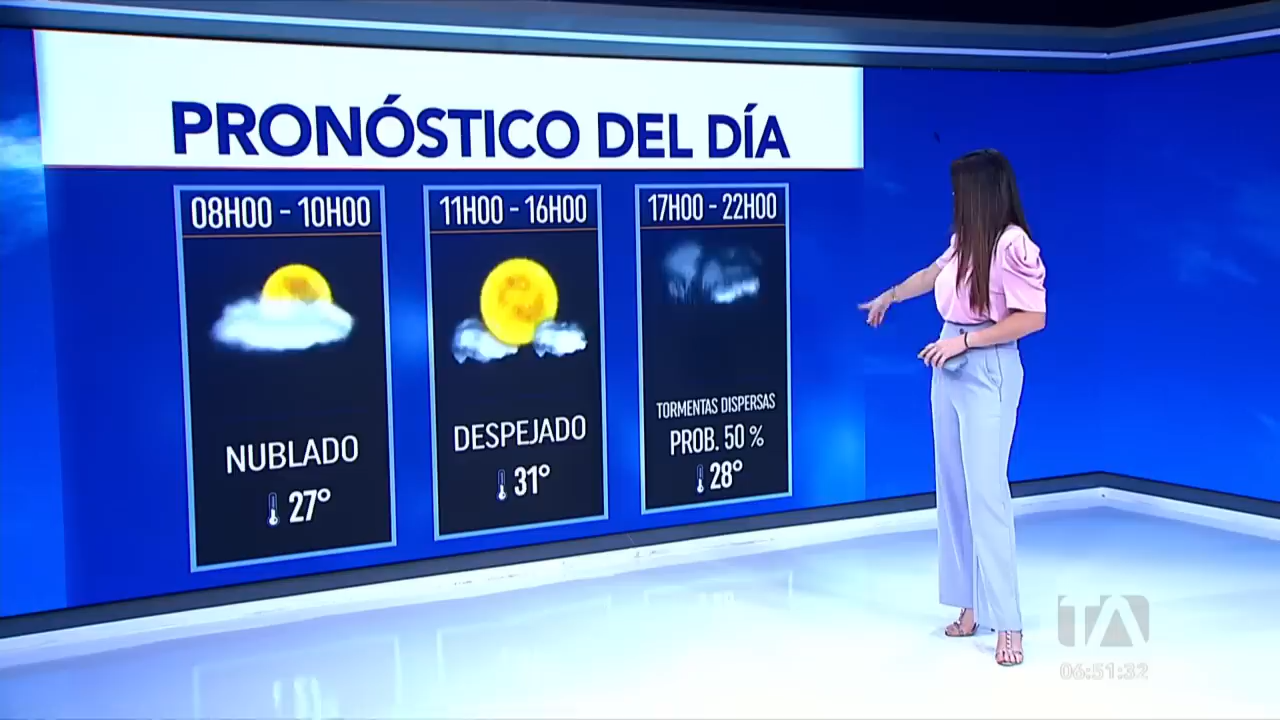 PRONÓSTICO DEL DÍA
08H00 - 10H00
NUBLADO
27°
11H00 - 16H00
DESPEJADO
31°
17H00 - 22H00
TORMENTAS DISPERSAS
PROB. 50 %
28°
TA
06:51:32